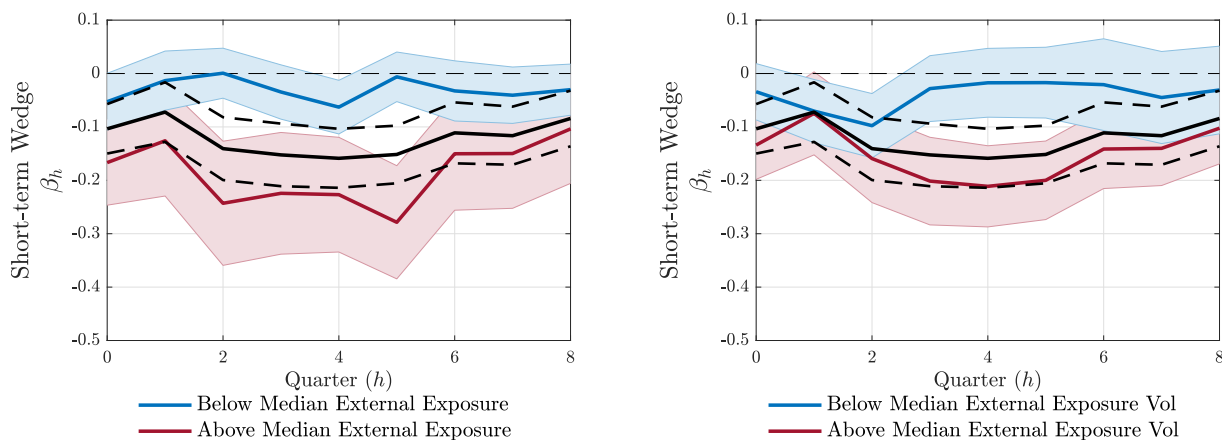 0.1
0
-0.1
-0.2
-0.3
-0.4
-0.5
Short-term Wedge
βh
0 2 4 6 8
Quarter (h)
Below Median External Exposure
Above Median External Exposure
0.1
0
-0.1
-0.2
-0.3
-0.4
-0.5
Short-term Wedge
βh
0 2 4 6 8
Quarter (h)
Below Median External Exposure Vol
Above Median External Exposure Vol